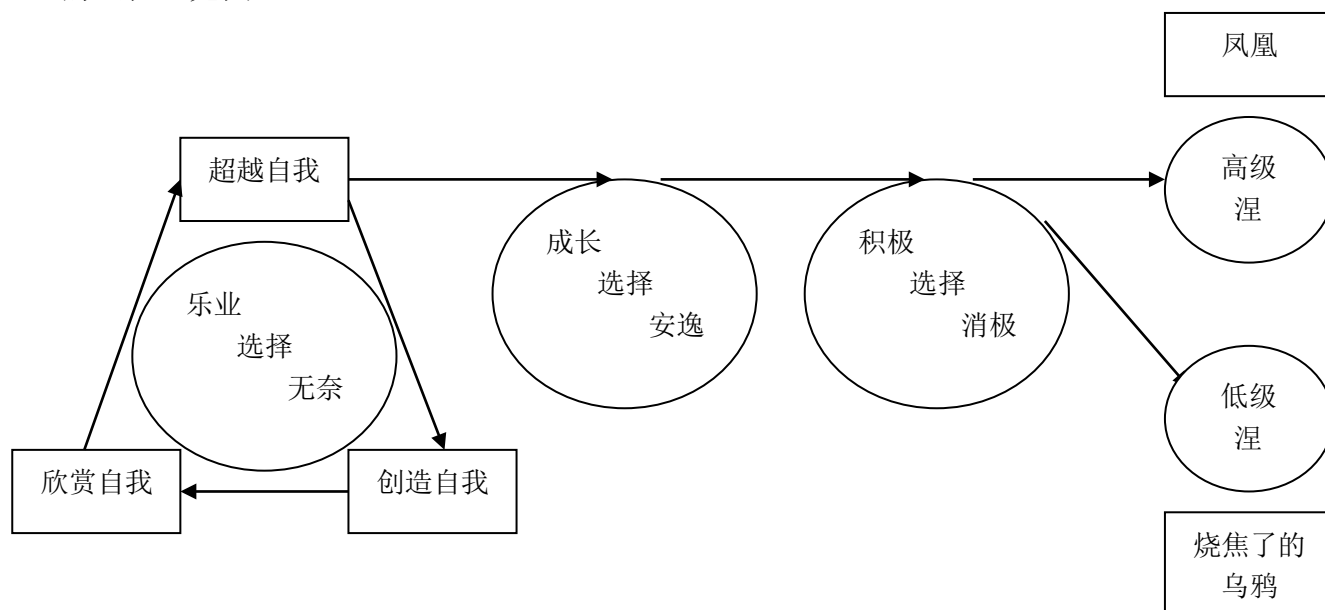 凤凰
超越自我
高级
涅
成长
选择
安逸
积极
选择
消极
乐业
选择
无奈
低级
涅
欣赏自我
创造自我
烧焦了的
乌鸦